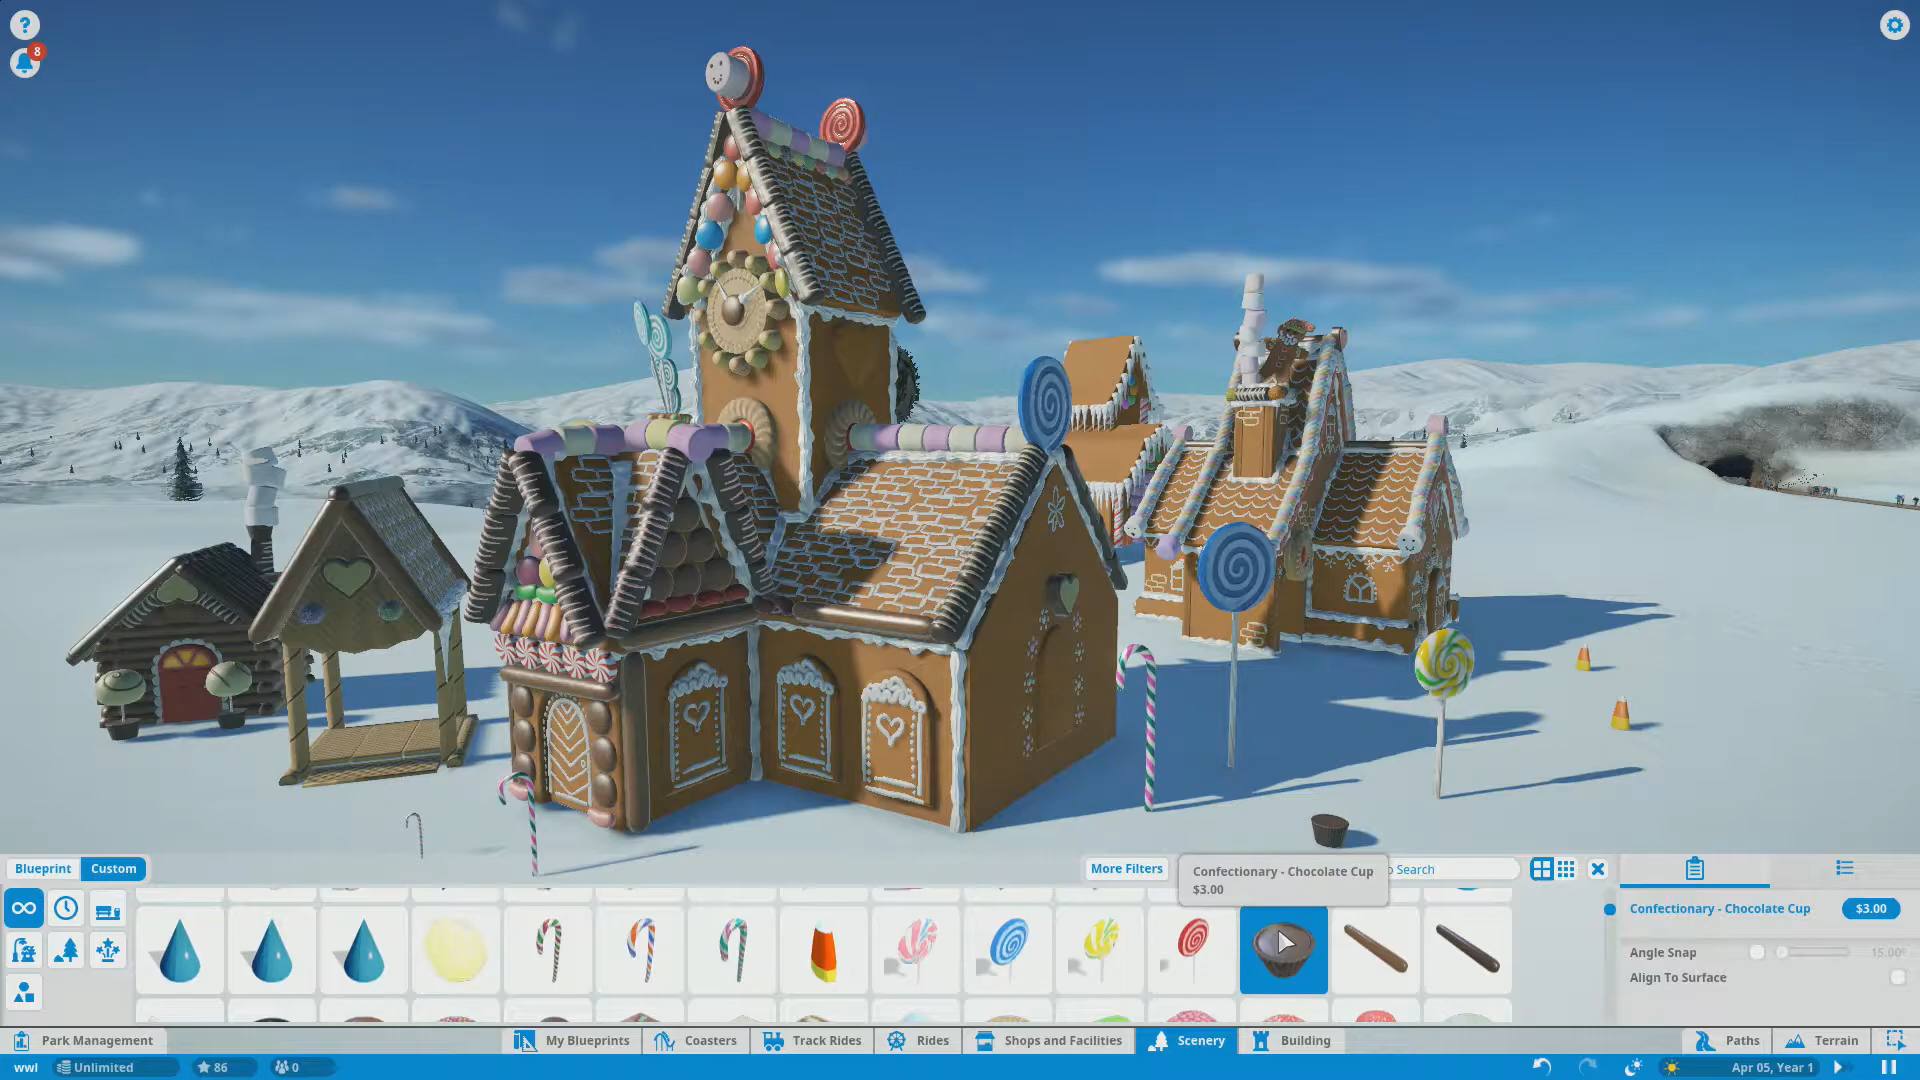 ?
8
Blueprint
Custom
More Filters
Confectionary - Chocolate Cup
$3.00
Search
Confectionary - Chocolate Cup
$3.00
Angle Snap
15.00°
Align To Surface
Park Management
My Blueprints
Coasters
Track Rides
Rides
Shops and Facilities
Scenery
Building
Paths
Terrain
wwl
Unlimited
86
0
Apr 05, Year 1